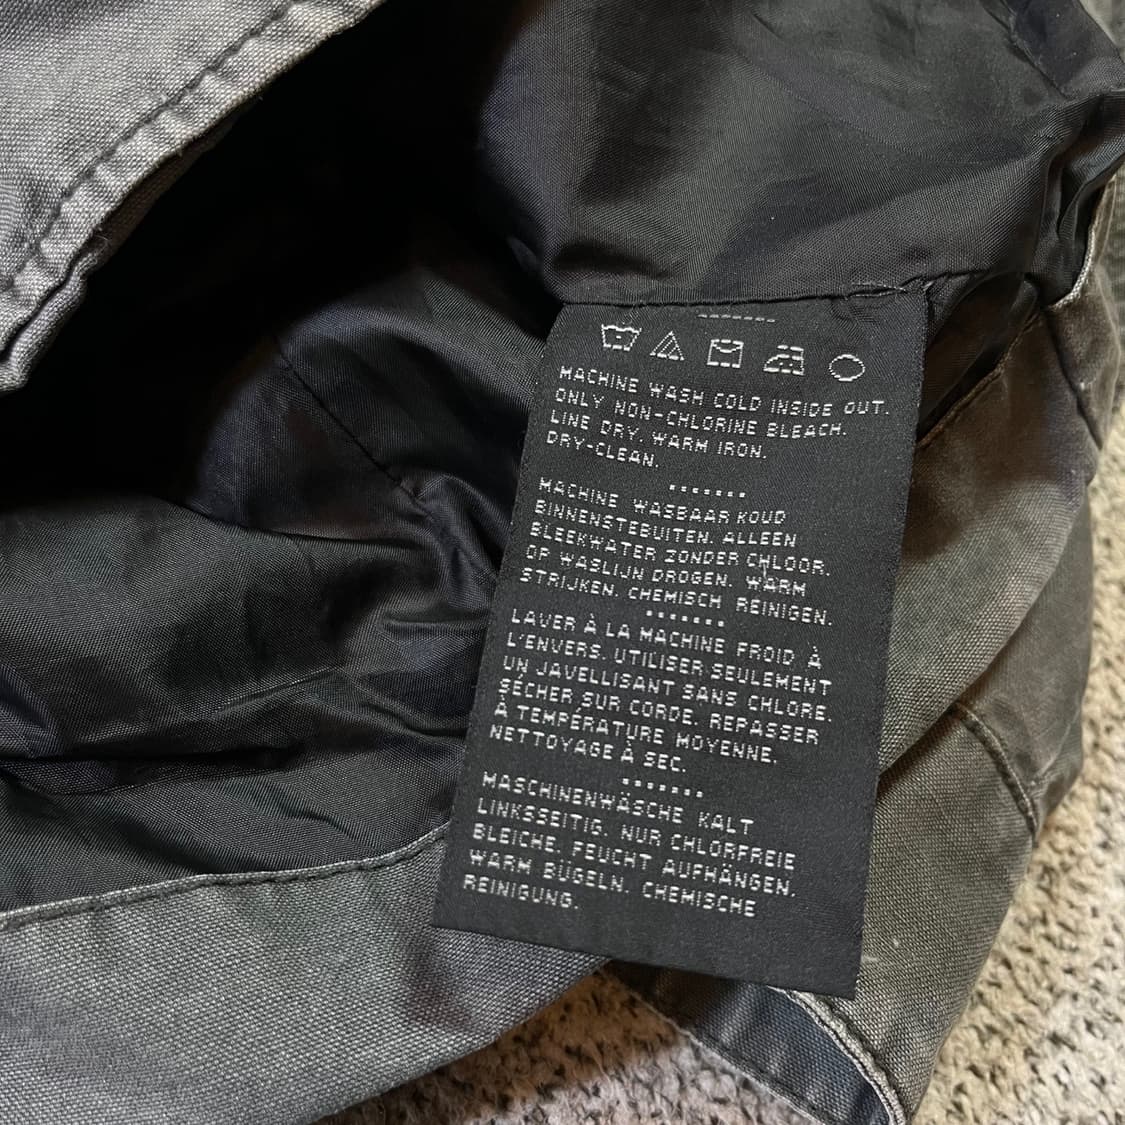 MACHINE WASH COLD INSIDE OUT.
ONLY NON-CHLORINE BLEACH.
LINE DRY. WARM IRON.
DRY-CLEAN.
MACHINE WASBAAR KOUD
BINNENSTEBUITEN. ALLEEN
BLEEKWATER ZONDER CHLOOR.
OP WASLIJN DROGEN. WARM
STRIJKEN. CHEMISCH REINIGEN.
LAVER À LA MACHINE FROID À
L'ENVERS. UTILISER SEULEMENT
UN JAVELLISANT SANS CHLORE.
SÉCHER SUR CORDE. REPASSER
À TEMPÉRATURE MOYENNE.
NETTOYAGE À SEC.
MASCHINENWÄSCHE KALT
LINKSSEITIG. NUR CHLORFREIE
BLEICHE. FEUCHT AUFHÄNGEN.
WARM BÜGELN. CHEMISCHE
REINIGUNG.